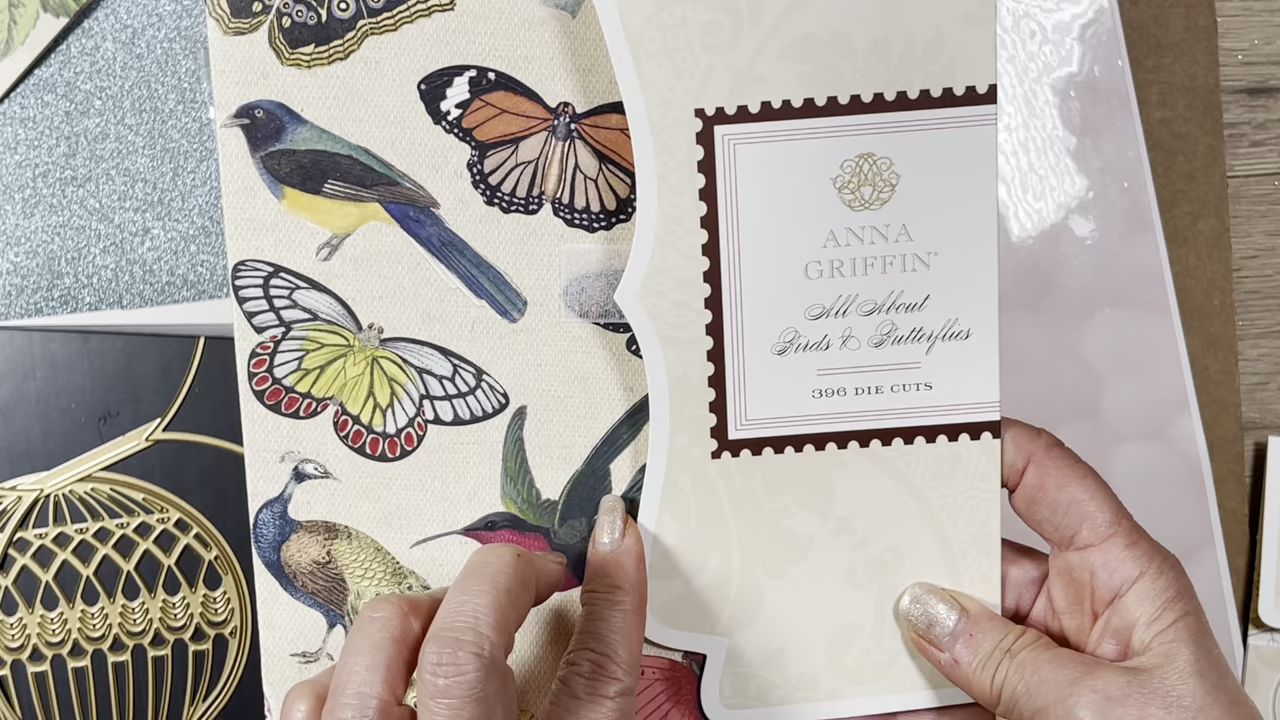 ANNA
GRIFFIN®
All About
Birds & Butterflies
396 DIE CUTS